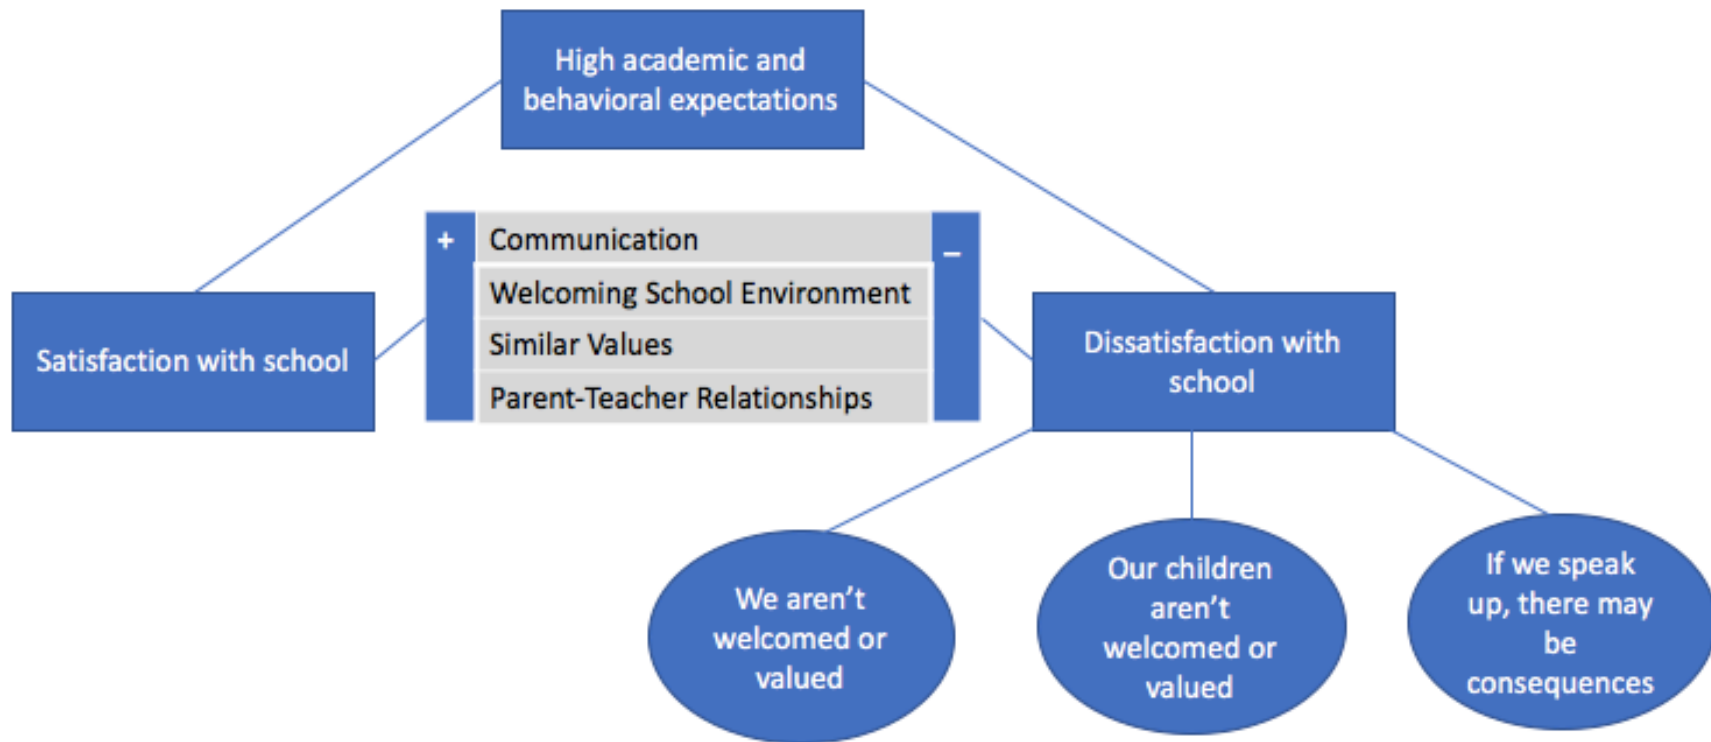 High academic and
behavioral expectations
+
Communication
–
Welcoming School Environment
Similar Values
Parent-Teacher Relationships
Satisfaction with school
Dissatisfaction with
school
We aren’t
welcomed or
valued
Our children
aren’t
welcomed or
valued
If we speak
up, there may
be
consequences